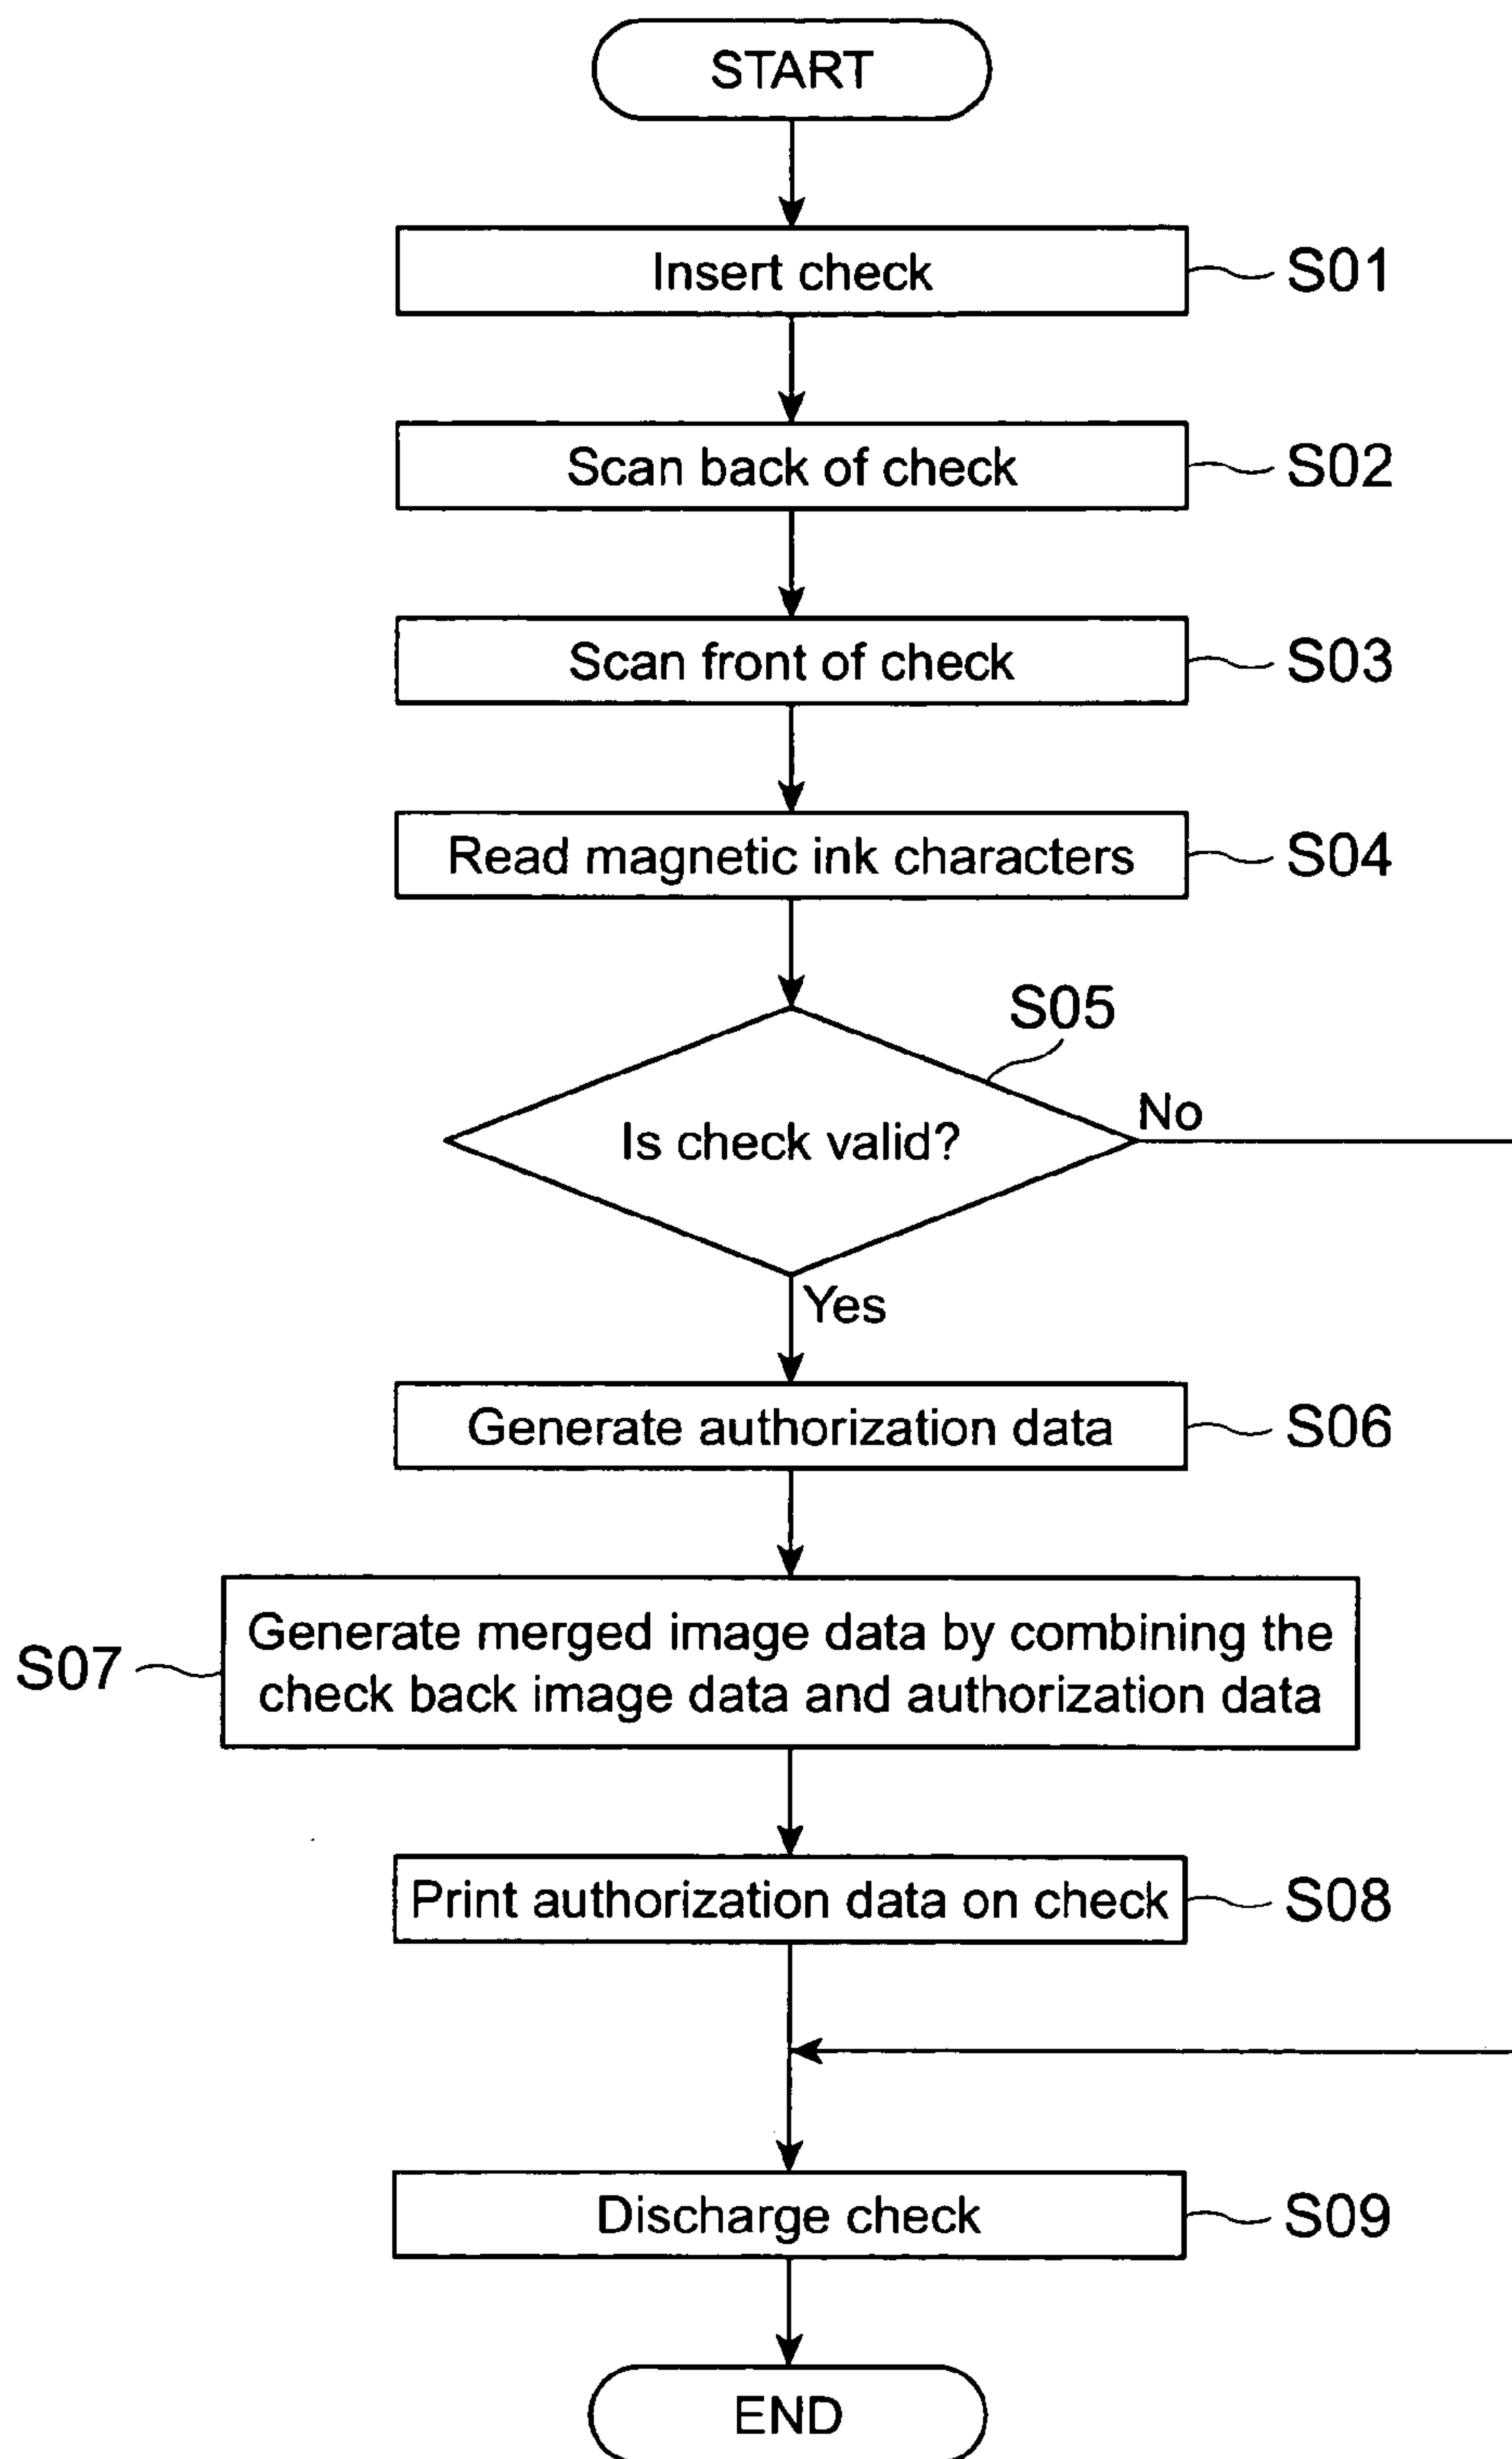 START
Insert check
S01
Scan back of check
S02
Scan front of check
S03
Read magnetic ink characters
S04
S05
Is check valid?
No
Yes
Generate authorization data
S06
S07
Generate merged image data by combining the
check back image data and authorization data
Print authorization data on check
S08
Discharge check
S09
END